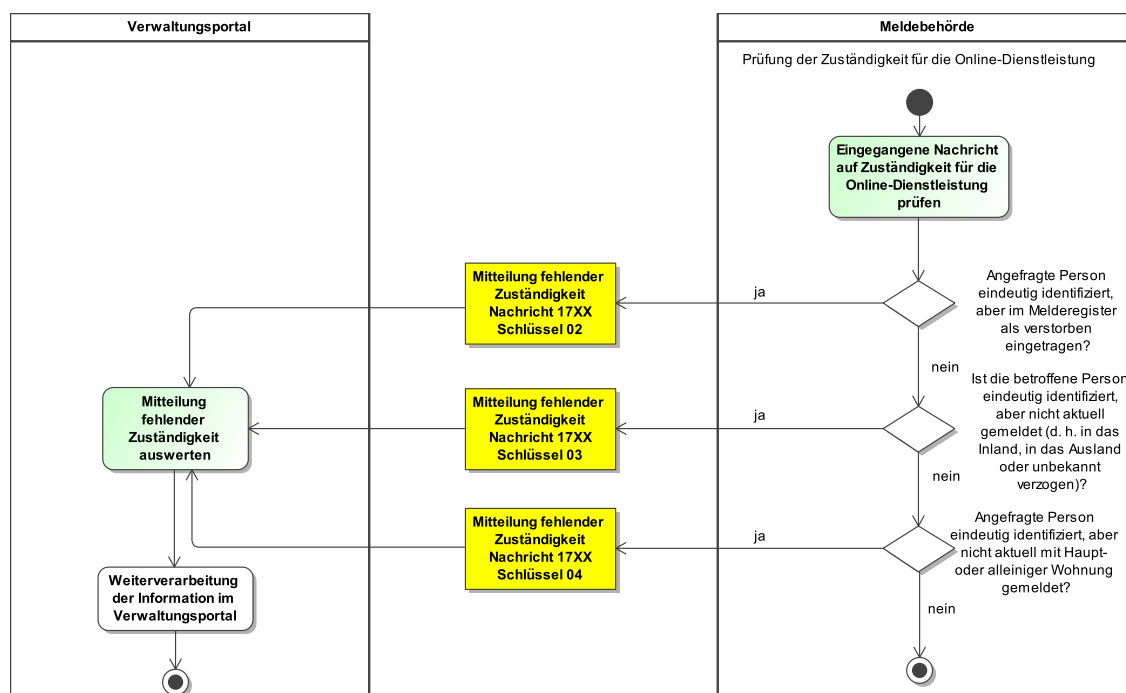 Verwaltungsportal
Meldebehörde
Prüfung der Zuständigkeit für die Online-Dienstleistung
Eingegangene Nachricht
auf Zuständigkeit für die
Online-Dienstleistung
prüfen
Mitteilung fehlender
Zuständigkeit
Nachricht 17XX
Schlüssel 02
ja
Angefragte Person
eindeutig identifiziert,
aber im Melderegister
als verstorben
eingetragen?
nein
Mitteilung
fehlender
Zuständigkeit
auswerten
Mitteilung fehlender
Zuständigkeit
Nachricht 17XX
Schlüssel 03
ja
Ist die betroffene Person
eindeutig identifiziert,
aber nicht aktuell
gemeldet (d. h. in das
Inland, in das Ausland
oder unbekannt
verzogen)?
nein
Mitteilung fehlender
Zuständigkeit
Nachricht 17XX
Schlüssel 04
ja
Angefragte Person
eindeutig identifiziert, aber
nicht aktuell mit Haupt-
oder alleiniger Wohnung
gemeldet?
nein
Weiterverarbeitung
der Information im
Verwaltungsportal